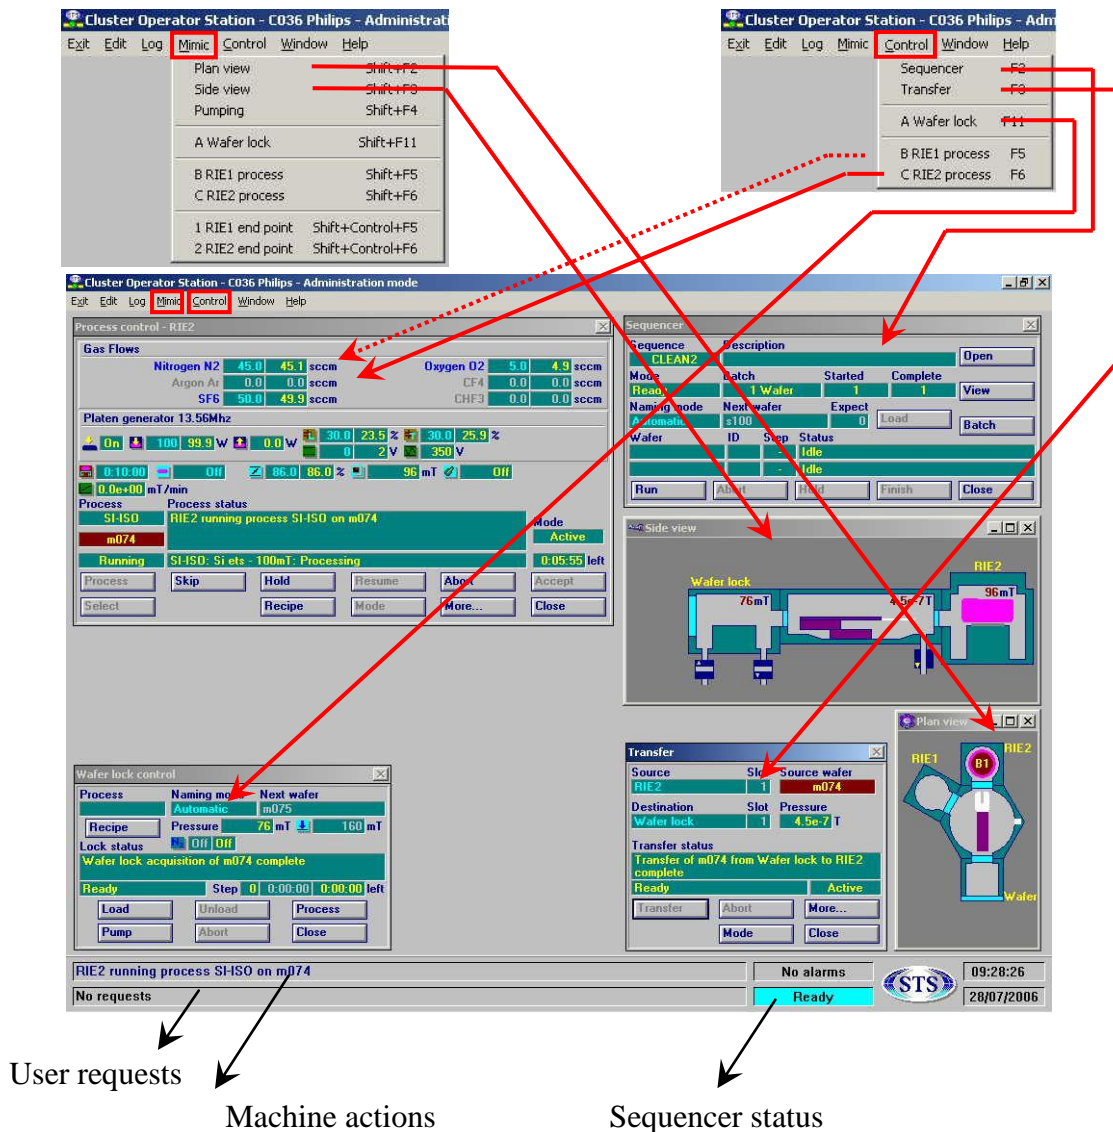 Cluster Operator Station - C036 Philips - Administrati
Exit Edit Log Mimic Control Window Help
Plan view Shift+F2
Side view Shift+F3
Pumping Shift+F4
A Wafer lock Shift+F11
B RIE1 process Shift+F5
C RIE2 process Shift+F6
1 RIE1 end point Shift+Control+F5
2 RIE2 end point Shift+Control+F6
Cluster Operator Station - C036 Philips - Adm
Exit Edit Log Mimic Control Window Help
Sequencer F2
Transfer F3
A Wafer lock F11
B RIE1 process F5
C RIE2 process F6
Cluster Operator Station - C036 Philips - Administration mode
Exit Edit Log Mimic Control Window Help
Process control - RIE2
Gas Flows
Nitrogen N2 45.0 45.1 sccm Oxygen O2 5.0 4.9 sccm
Argon Ar 0.0 0.0 sccm CF4 0.0 0.0 sccm
SF6 50.0 49.9 sccm CHF3 0.0 0.0 sccm
Platen generator 13.56Mhz
On 100 99.9 W 0.0 W 30.0 23.5 % 30.0 25.9 %
0 2 V 350 V
0:10:00 Off 86.0 86.0 % 96 mT Off
0.0e+00 mT/min
Process Process status
SI-ISO RIE2 running process SI-ISO on m074 Mode
m074 Active
Running SI-ISO: Si ets - 100mT: Processing 0:05:55 left
Process Skip Hold Resume Abort Accept
Select Recipe Mode More... Close
Sequencer
Sequence Description
CLEAN2 Open
Mode Batch Started Complete
Ready 1 Wafer 1 1 View
Naming mode Next wafer Expect
Automatic s100 0 Load Batch
Wafer ID Step Status
- Idle
- Idle
Run Abort Hold Finish Close
Side view
RIE2
Wafer lock
76mT 4.5e-7T 96mT
Plan view
RIE1 B1 RIE2
Wafer
Transfer
Source Slot Source wafer
RIE2 1 m074
Destination Slot Pressure
Wafer lock 1 4.5e-7 T
Transfer status
Transfer of m074 from Wafer lock to RIE2
complete
Ready Active
Transfer Abort More...
Mode Close
Wafer lock control
Process Naming mode Next wafer
Automatic m075
Recipe Pressure 76 mT 160 mT
Lock status N2 Off Off
Wafer lock acquisition of m074 complete
Ready Step 0 0:00:00 0:00:00 left
Load Unload Process
Pump Abort Close
RIE2 running process SI-ISO on m074 No alarms STS 09:28:26
No requests Ready 28/07/2006
User requests
Machine actions Sequencer status